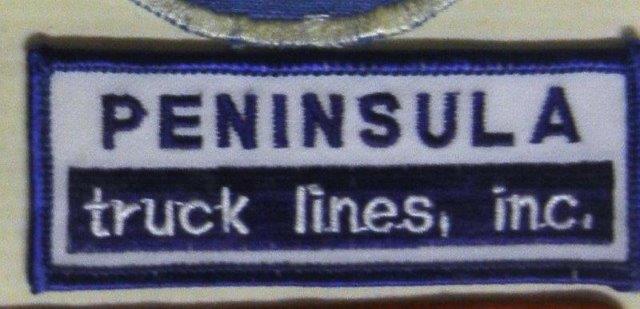 PENINSULA
truck lines, inc.